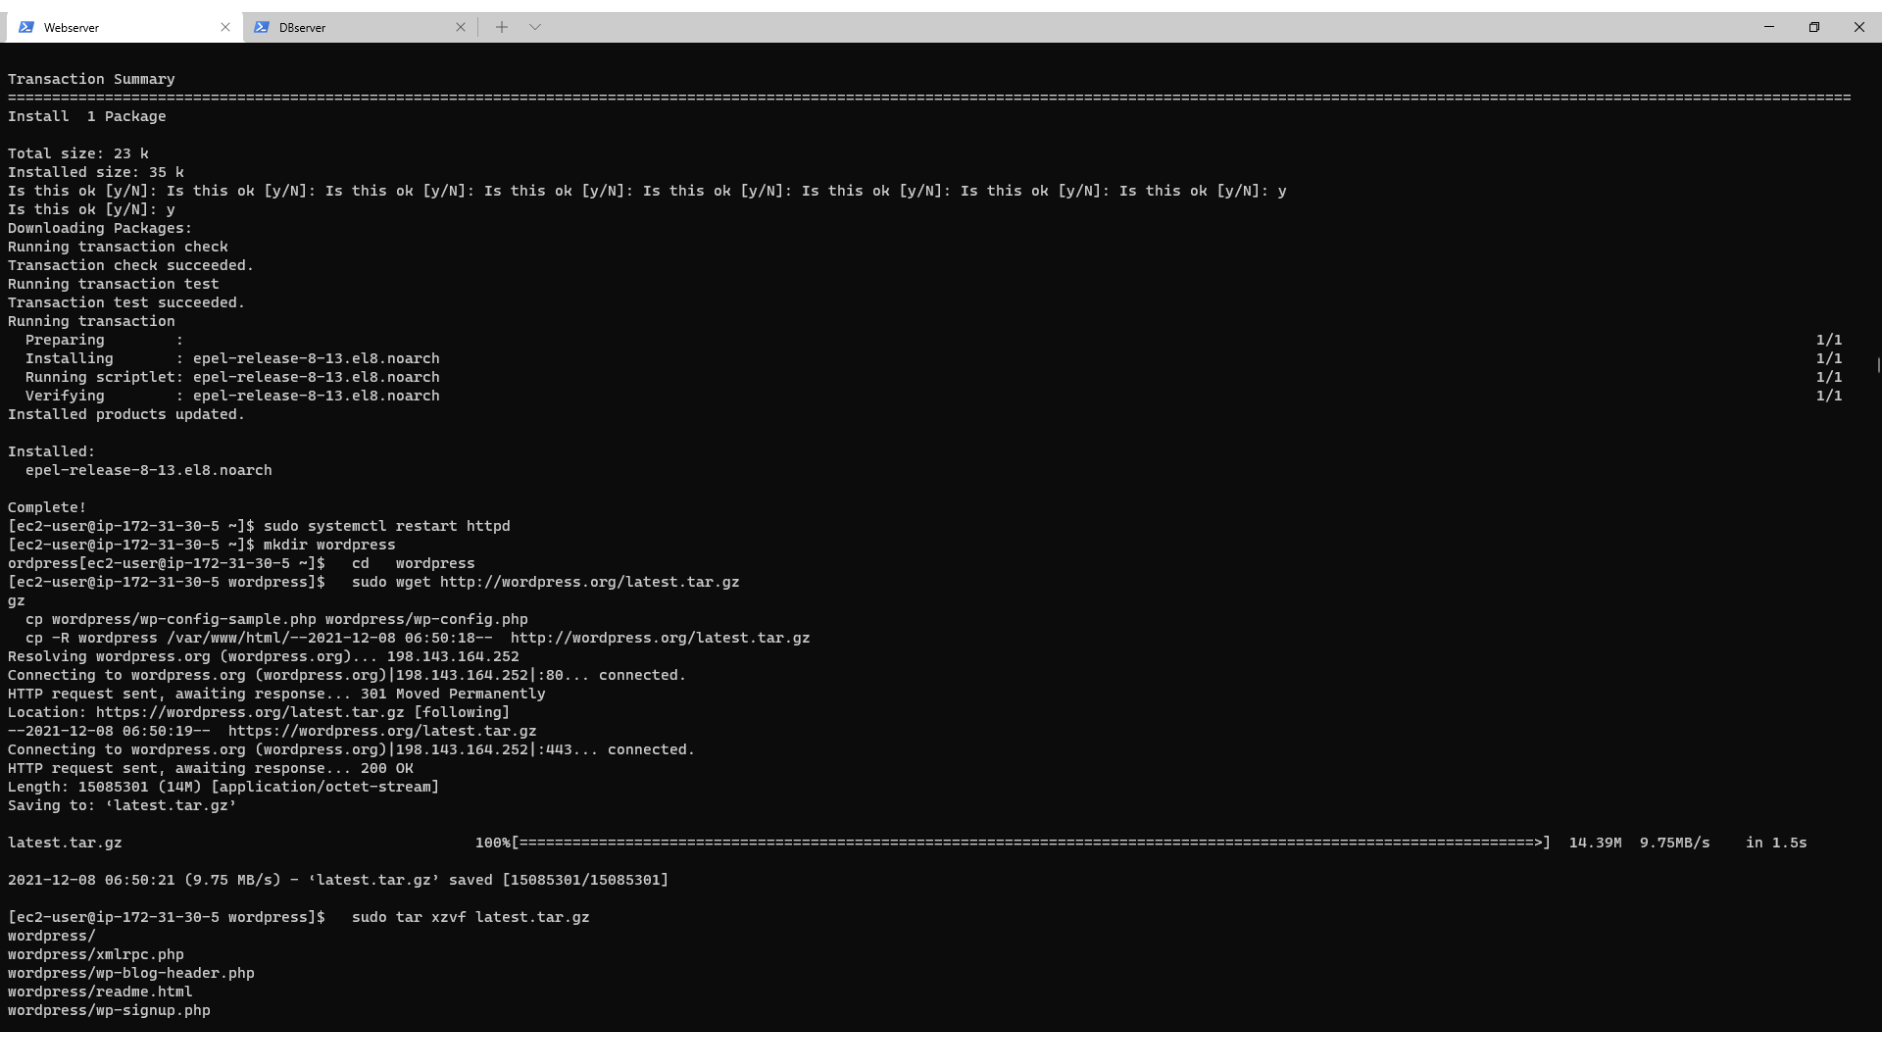 Webserver
DBserver
Transaction Summary
================================================================================================================================================================================================================
Install  1 Package
Total size: 23 k
Installed size: 35 k
Is this ok [y/N]: Is this ok [y/N]: Is this ok [y/N]: Is this ok [y/N]: Is this ok [y/N]: Is this ok [y/N]: Is this ok [y/N]: Is this ok [y/N]: y
Is this ok [y/N]: y
Downloading Packages:
Running transaction check
Transaction check succeeded.
Running transaction test
Transaction test succeeded.
Running transaction
  Preparing        : 1/1
  Installing       : epel-release-8-13.el8.noarch 1/1
  Running scriptlet: epel-release-8-13.el8.noarch 1/1
  Verifying        : epel-release-8-13.el8.noarch 1/1
Installed products updated.
Installed:
  epel-release-8-13.el8.noarch
Complete!
[ec2-user@ip-172-31-30-5 ~]$ sudo systemctl restart httpd
[ec2-user@ip-172-31-30-5 ~]$ mkdir wordpress
ordpress[ec2-user@ip-172-31-30-5 ~]$   cd   wordpress
[ec2-user@ip-172-31-30-5 wordpress]$   sudo wget http://wordpress.org/latest.tar.gz
gz
  cp wordpress/wp-config-sample.php wordpress/wp-config.php
  cp -R wordpress /var/www/html/--2021-12-08 06:50:18--  http://wordpress.org/latest.tar.gz
Resolving wordpress.org (wordpress.org)... 198.143.164.252
Connecting to wordpress.org (wordpress.org)|198.143.164.252|:80... connected.
HTTP request sent, awaiting response... 301 Moved Permanently
Location: https://wordpress.org/latest.tar.gz [following]
--2021-12-08 06:50:19--  https://wordpress.org/latest.tar.gz
Connecting to wordpress.org (wordpress.org)|198.143.164.252|:443... connected.
HTTP request sent, awaiting response... 200 OK
Length: 15085301 (14M) [application/octet-stream]
Saving to: ‘latest.tar.gz’
latest.tar.gz 100%[===================================================================================================================>] 14.39M  9.75MB/s    in 1.5s
2021-12-08 06:50:21 (9.75 MB/s) - ‘latest.tar.gz’ saved [15085301/15085301]
[ec2-user@ip-172-31-30-5 wordpress]$   sudo tar xzvf latest.tar.gz
wordpress/
wordpress/xmlrpc.php
wordpress/wp-blog-header.php
wordpress/readme.html
wordpress/wp-signup.php